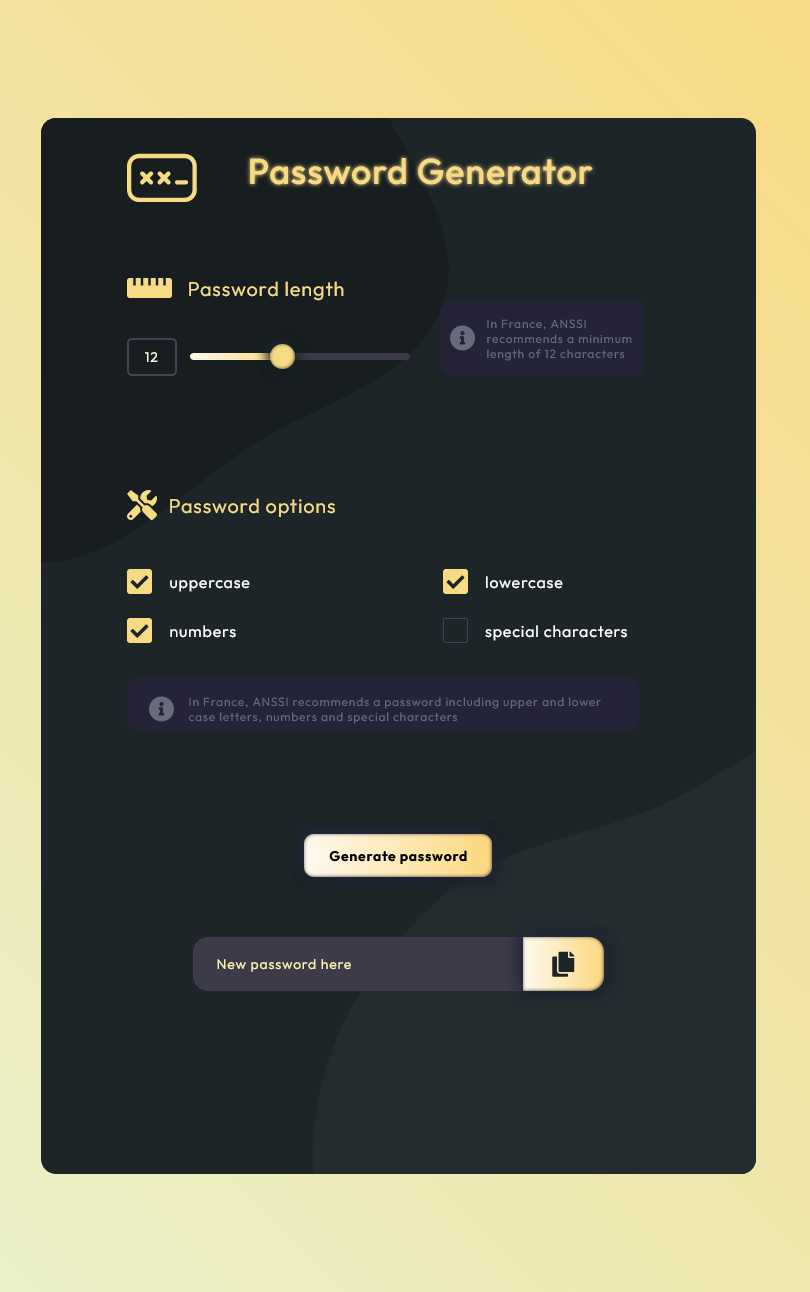 Password Generator
Password length
12
In France, ANSSI
recommends a minimum
length of 12 characters
Password options
uppercase
lowercase
numbers
special characters
In France, ANSSI recommends a password including upper and lower
case letters, numbers and special characters
Generate password
New password here